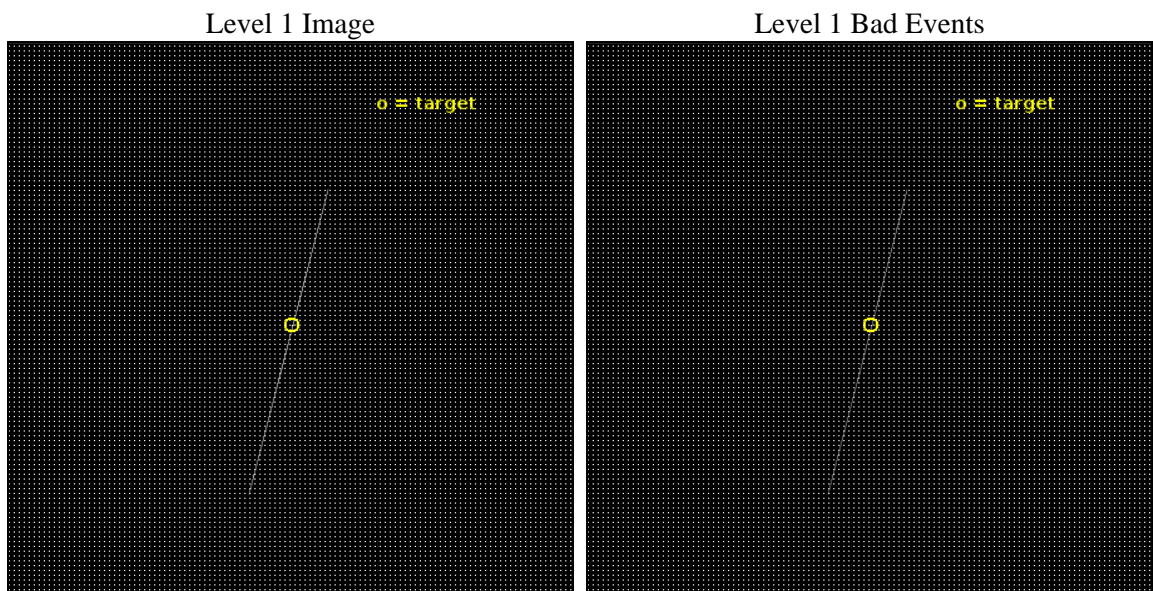 Level 1 Image
Level 1 Bad Events
o = target
o = target